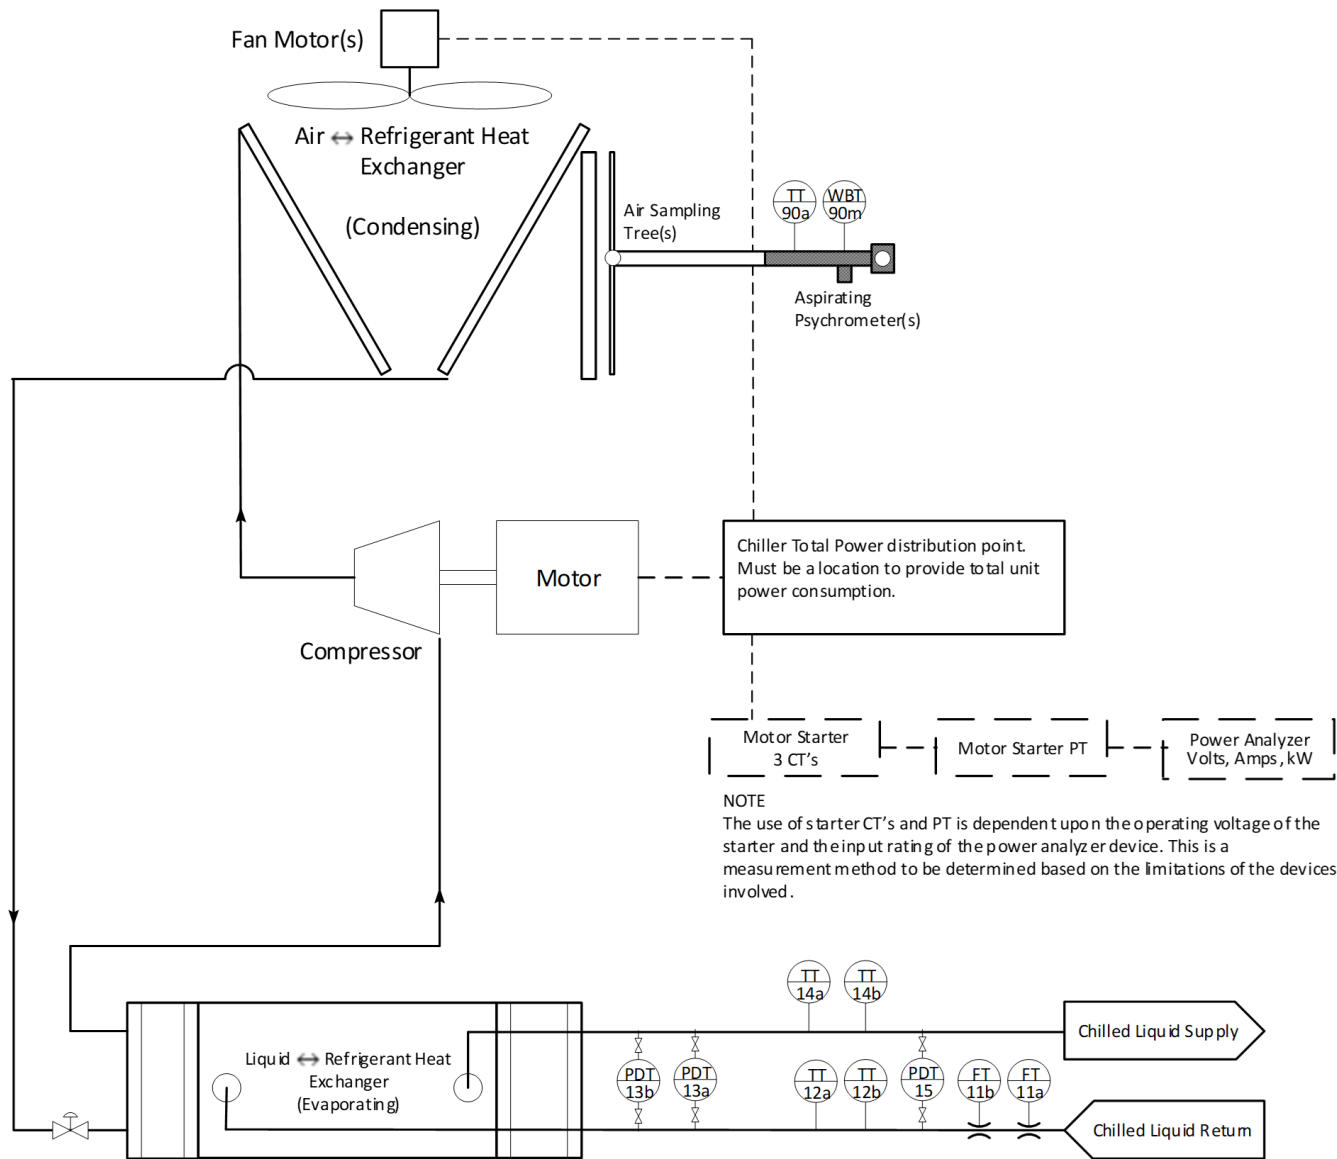 Fan Motor(s)
Air ↔ Refrigerant Heat
Exchanger
(Condensing)
Air Sampling
Tree(s)
TT
90a
WBT
90m
Aspirating
Psychrometer(s)
Chiller Total Power distribution point.
Must be a location to provide total unit
power consumption.
Motor
Compressor
Motor Starter
3 CT's
Motor Starter PT
Power Analyzer
Volts, Amps, kW
NOTE
The use of starter CT's and PT is dependent upon the operating voltage of the
starter and the input rating of the power analyzer device. This is a
measurement method to be determined based on the limitations of the devices
involved.
TT
14a
TT
14b
Chilled Liquid Supply
Liquid ↔ Refrigerant Heat
Exchanger
(Evaporating)
PDT
13b
PDT
13a
TT
12a
TT
12b
PDT
15
FT
11b
FT
11a
Chilled Liquid Return